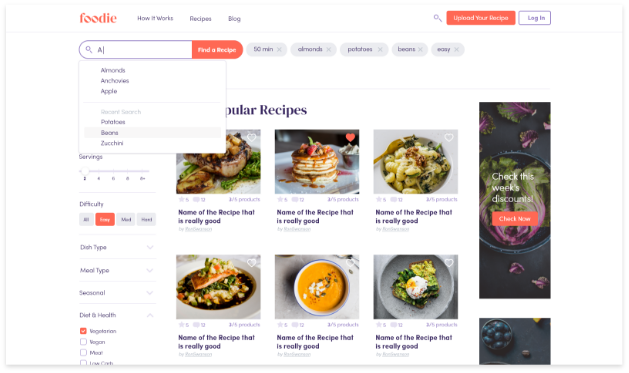 foodie
How It Works
Recipes
Blog
Upload Your Recipe
Log In
A
Find a Recipe
50 min
almonds
potatoes
beans
easy
Almonds
Anchovies
Apple
Recent Search
Potatoes
Beans
Zucchini
pular Recipes
Servings
2 4 6 8
Difficulty
All Easy Med Hard
Dish Type
Meal Type
Seasonal
Diet & Health
Vegetarian
Vegan
Meat
Low Carb
5 12 3/5 products
Name of the Recipe that
is really good
by
5 12 3/5 products
Name of the Recipe that
is really good
by
5 12 3/5 products
Name of the Recipe that
is really good
by
5 12 3/5 products
Name of the Recipe that
is really good
by
5 12 3/5 products
Name of the Recipe that
is really good
by
5 12 3/5 products
Name of the Recipe that
is really good
by
Check this
week's
discounts!
Check Now